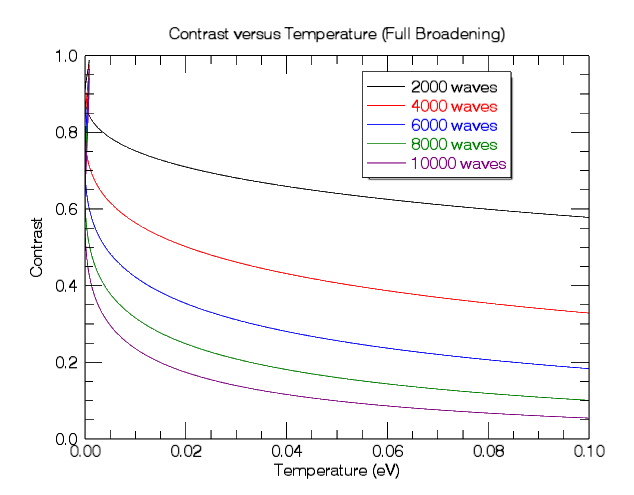 Contrast versus Temperature (Full Broadening)
1.0
0.8
0.6
0.4
0.2
0.0
Contrast
2000 waves
4000 waves
6000 waves
8000 waves
10000 waves
0.00 0.02 0.04 0.06 0.08 0.10
Temperature (eV)